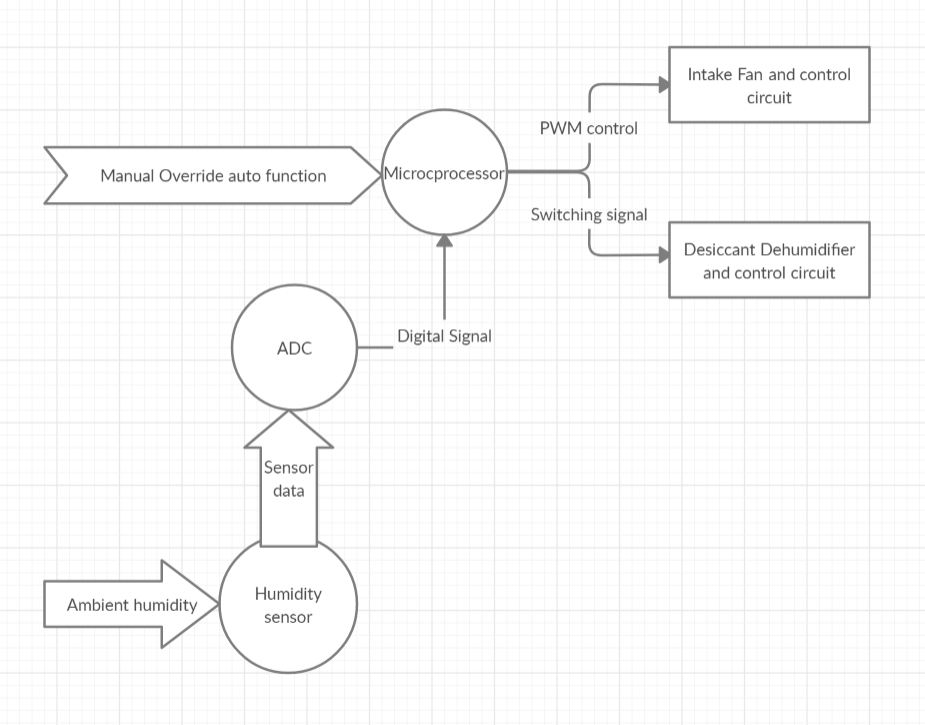 Intake Fan and control
circuit
PWM control
Manual Override auto function
Microcprocessor
Switching signal
Desiccant Dehumidifier
and control circuit
Digital Signal
ADC
Sensor
data
Ambient humidity
Humidity
sensor